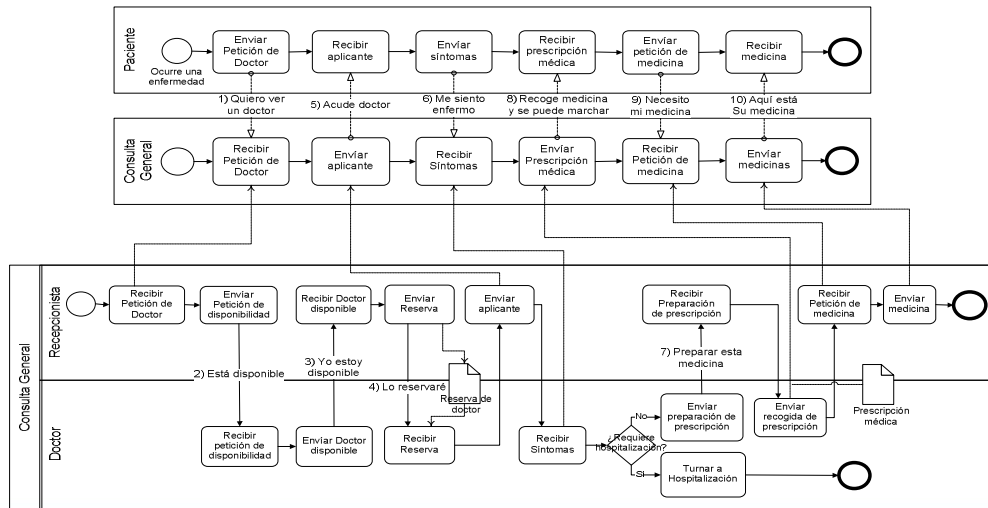 Paciente
Ocurre una
enfermedad
Enviar
Petición de
Doctor
Recibir
aplicante
Envíar
síntomas
Recibir
prescripción
médica
Envíar
petición de
medicina
Recibir
medicina
1) Quiero ver
un doctor
5) Acude doctor
6) Me siento
enfermo
8) Recoge medicina
y se puede marchar
9) Necesito
mi medicina
10) Aquí está
Su medicina
Consulta
General
Recibir
Petición de
Doctor
Envíar
aplicante
Recibir
Síntomas
Envíar
Prescripción
médica
Recibir
Petición de
medicina
Envíar
medicinas
Consulta General
Recepcionista
Recibir
Petición de
Doctor
Enviar
Petición de
disponibilidad
Recibir Doctor
disponible
Enviar
Reserva
Enviar
aplicante
Recibir
Preparación
de prescripción
Recibir
Petición de
medicina
Enviar
medicina
2) Está disponible
3) Yo estoy
disponible
4) Lo reservaré
Reserva de
doctor
7) Preparar esta
medicina
Prescripción
médica
Doctor
Recibir
petición de
disponibilidad
Enviar Doctor
disponible
Recibir
Reserva
Recibir
Síntomas
¿Requiere
hospitalización?
No
Enviar
preparación de
prescripción
Enviar
recogida de
prescripción
Si
Turnar a
Hospitalización